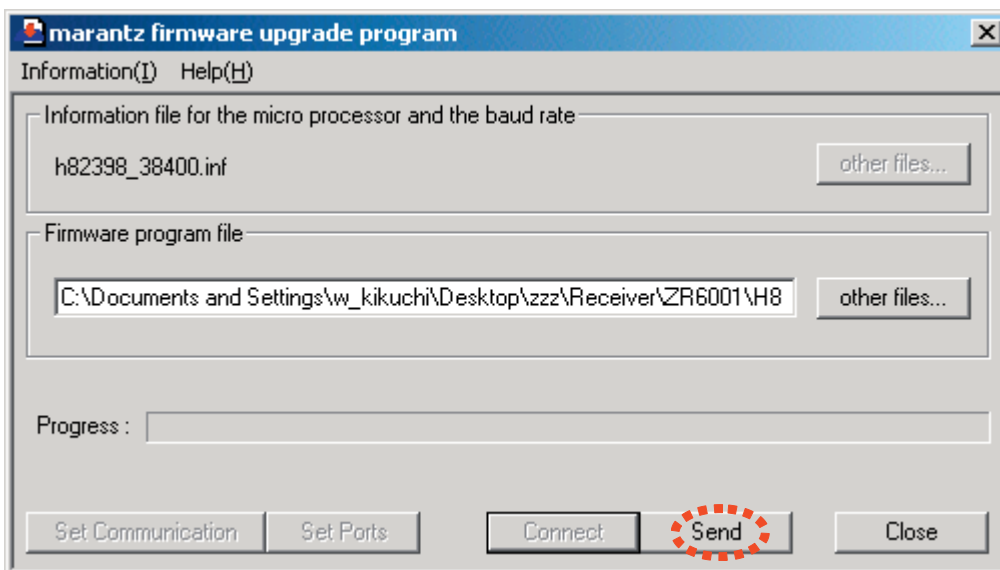 marantz firmware upgrade program
Information(I) Help(H)
Information file for the micro processor and the baud rate
h82398_38400.inf
other files...
Firmware program file
C:\Documents and Settings\w_kikuchi\Desktop\zzz\Receiver\ZR6001\H8
other files...
Progress :
Set Communication Set Ports Connect Send Close